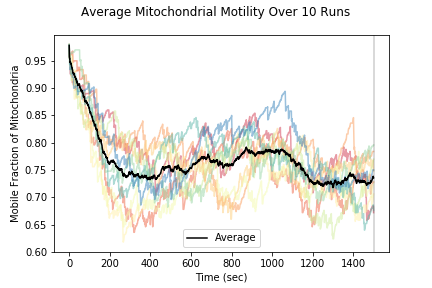 Average Mitochondrial Motility Over 10 Runs
Mobile Fraction of Mitochondria
0.95
0.90
0.85
0.80
0.75
0.70
0.65
0.60
Average
0 200 400 600 800 1000 1200 1400
Time (sec)